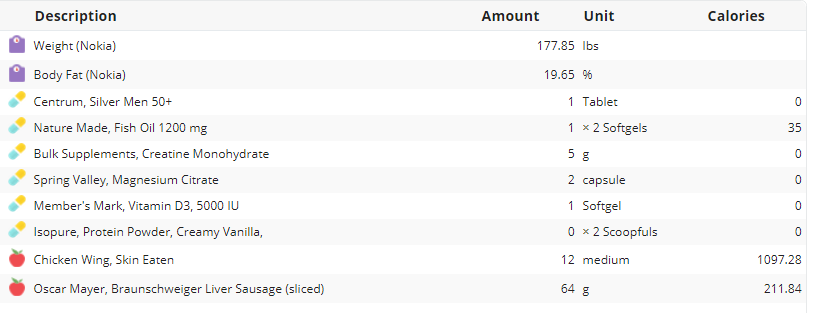 Description Amount Unit Calories
Weight (Nokia) 177.85 lbs
Body Fat (Nokia) 19.65 %
Centrum, Silver Men 50+ 1 Tablet 0
Nature Made, Fish Oil 1200 mg 1 × 2 Softgels 35
Bulk Supplements, Creatine Monohydrate 5 g 0
Spring Valley, Magnesium Citrate 2 capsule 0
Member's Mark, Vitamin D3, 5000 IU 1 Softgel 0
Isopure, Protein Powder, Creamy Vanilla, 0 × 2 Scoopfuls 0
Chicken Wing, Skin Eaten 12 medium 1097.28
Oscar Mayer, Braunschweiger Liver Sausage (sliced) 64 g 211.84